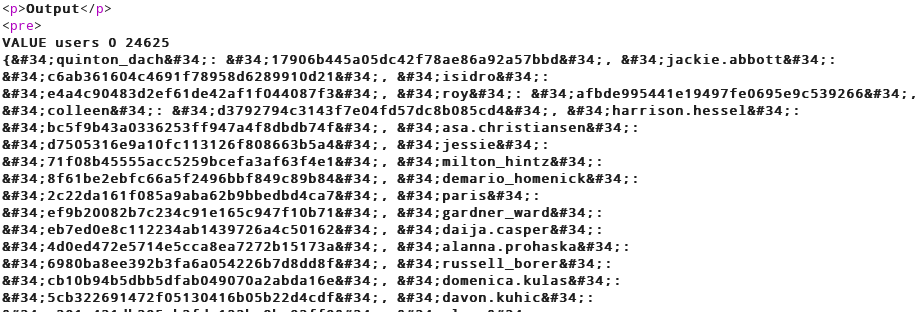 <p>Output</p>
<pre>
VALUE users 0 24625
{&#34;quinton_dach&#34;: &#34;17906b445a05dc42f78ae86a92a57bbd&#34;, &#34;jackie.abbott&#34;:
&#34;c6ab361604c4691f78958d6289910d21&#34;, &#34;isidro&#34;:
&#34;e4a4c90483d2ef61de42af1f044087f3&#34;, &#34;roy&#34;: &#34;afbde995441e19497fe0695e9c539266&#34;,
&#34;colleen&#34;: &#34;d3792794c3143f7e04fd57dc8b085cd4&#34;, &#34;harrison.hessel&#34;:
&#34;bc5f9b43a0336253ff947a4f8dbdb74f&#34;, &#34;asa.christiansen&#34;:
&#34;d7505316e9a10fc113126f808663b5a4&#34;, &#34;jessie&#34;:
&#34;71f08b45555acc5259bcefa3af63f4e1&#34;, &#34;milton_hintz&#34;:
&#34;8f61be2ebfc66a5f2496bbf849c89b84&#34;, &#34;demario_homenick&#34;:
&#34;2c22da161f085a9aba62b9bbedbd4ca7&#34;, &#34;paris&#34;:
&#34;ef9b20082b7c234c91e165c947f10b71&#34;, &#34;gardner_ward&#34;:
&#34;eb7ed0e8c112234ab1439726a4c50162&#34;, &#34;daija.casper&#34;:
&#34;4d0ed472e5714e5cca8ea7272b15173a&#34;, &#34;alanna.prohaska&#34;:
&#34;6980ba8ee392b3fa6a054226b7d8dd8f&#34;, &#34;russell_borer&#34;:
&#34;cb10b94b5dbb5dfab049070a2abda16e&#34;, &#34;domenica.kulas&#34;:
&#34;5cb322691472f05130416b05b22d4cdf&#34;, &#34;davon.kuhic&#34;: